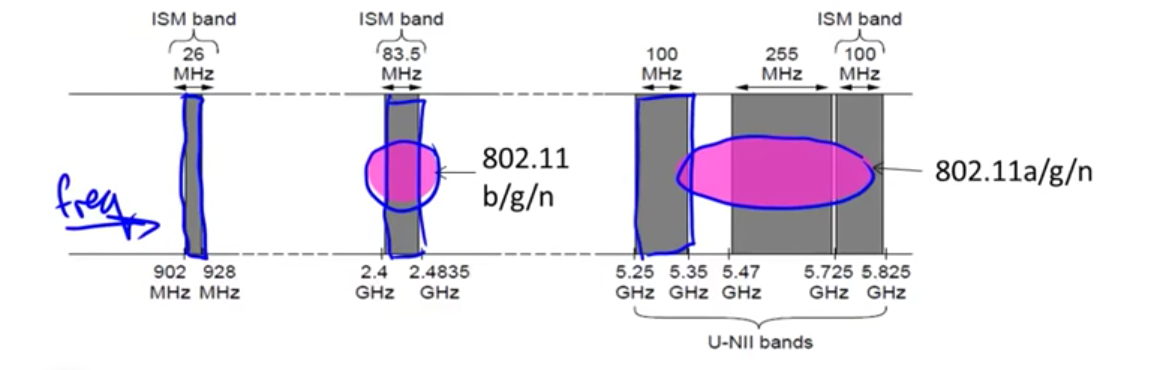 ISM band
ISM band
ISM band
26
MHz
83.5
MHz
100
MHz
255
MHz
100
MHz
802.11
b/g/n
802.11a/g/n
freq
902
MHz
928
MHz
2.4
GHz
2.4835
GHz
5.25
GHz
5.35
GHz
5.47
GHz
5.725
GHz
5.825
GHz
U-NII bands